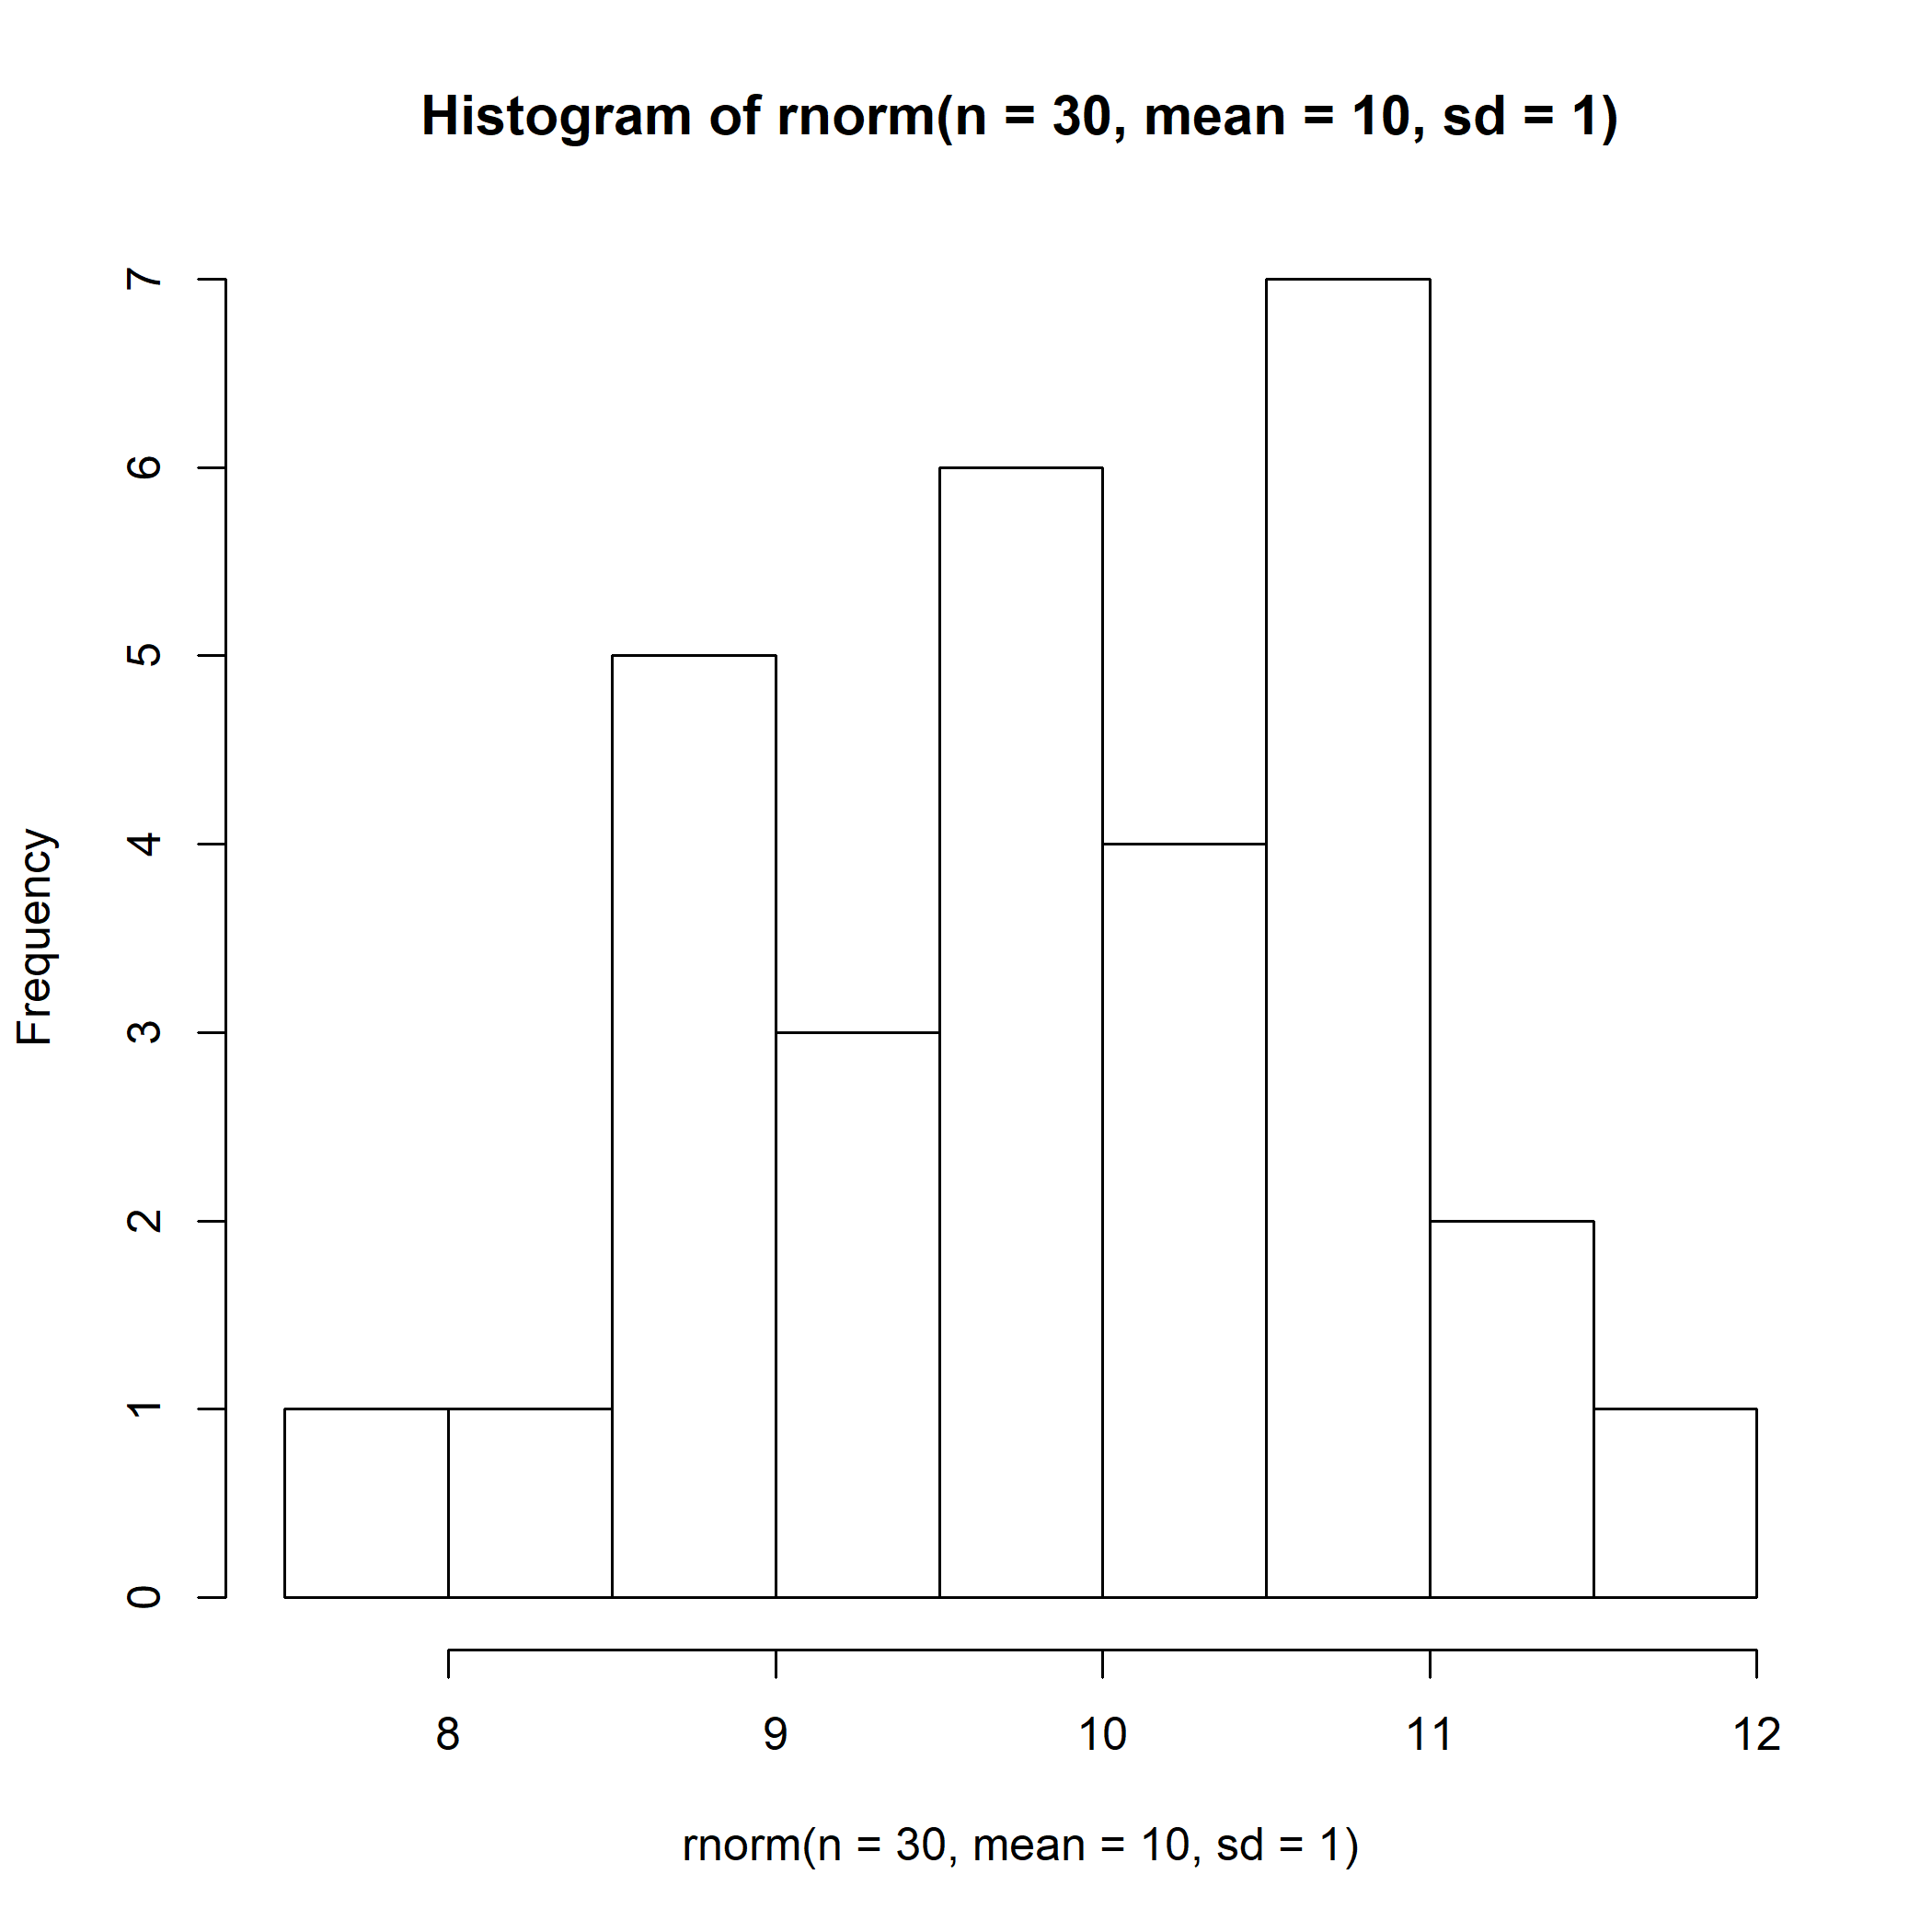 Histogram of rnorm(n = 30, mean = 10, sd = 1)
7
6
5
4
3
2
1
0
Frequency
8 9 10 11 12
rnorm(n = 30, mean = 10, sd = 1)